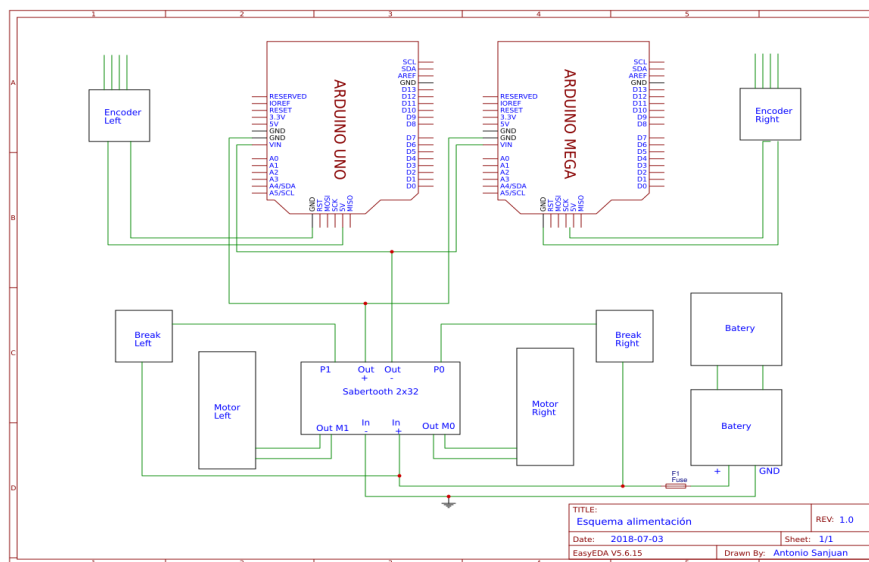 1
2
3
4
5
A
B
C
D
Encoder
Left
ARDUINO UNO
RESERVED
IOREF
RESET
3.3V
5V
GND
GND
VIN
A0
A1
A2
A3
A4/SDA
A5/SCL
SCL
SDA
AREF
GND
D13
D12
D11
D10
D9
D8
D7
D6
D5
D4
D3
D2
D1
D0
GND
RST
MOSI
SCK
5V
MISO
ARDUINO MEGA
RESERVED
IOREF
RESET
3.3V
5V
GND
GND
VIN
A0
A1
A2
A3
A4/SDA
A5/SCL
SCL
SDA
AREF
GND
D13
D12
D11
D10
D9
D8
D7
D6
D5
D4
D3
D2
D1
D0
GND
RST
MOSI
SCK
5V
MISO
Encoder
Right
Break
Left
Motor
Left
P1
Out
+
Out
-
P0
Sabertooth 2x32
Out M1
In
-
In
+
Out M0
Motor
Right
Break
Right
Batery
Batery
+
GND
F1
Fuse
TITLE:
Esquema alimentación
REV: 1.0
Date: 2018-07-03
Sheet: 1/1
EasyEDA V5.6.15
Drawn By: Antonio Sanjuan